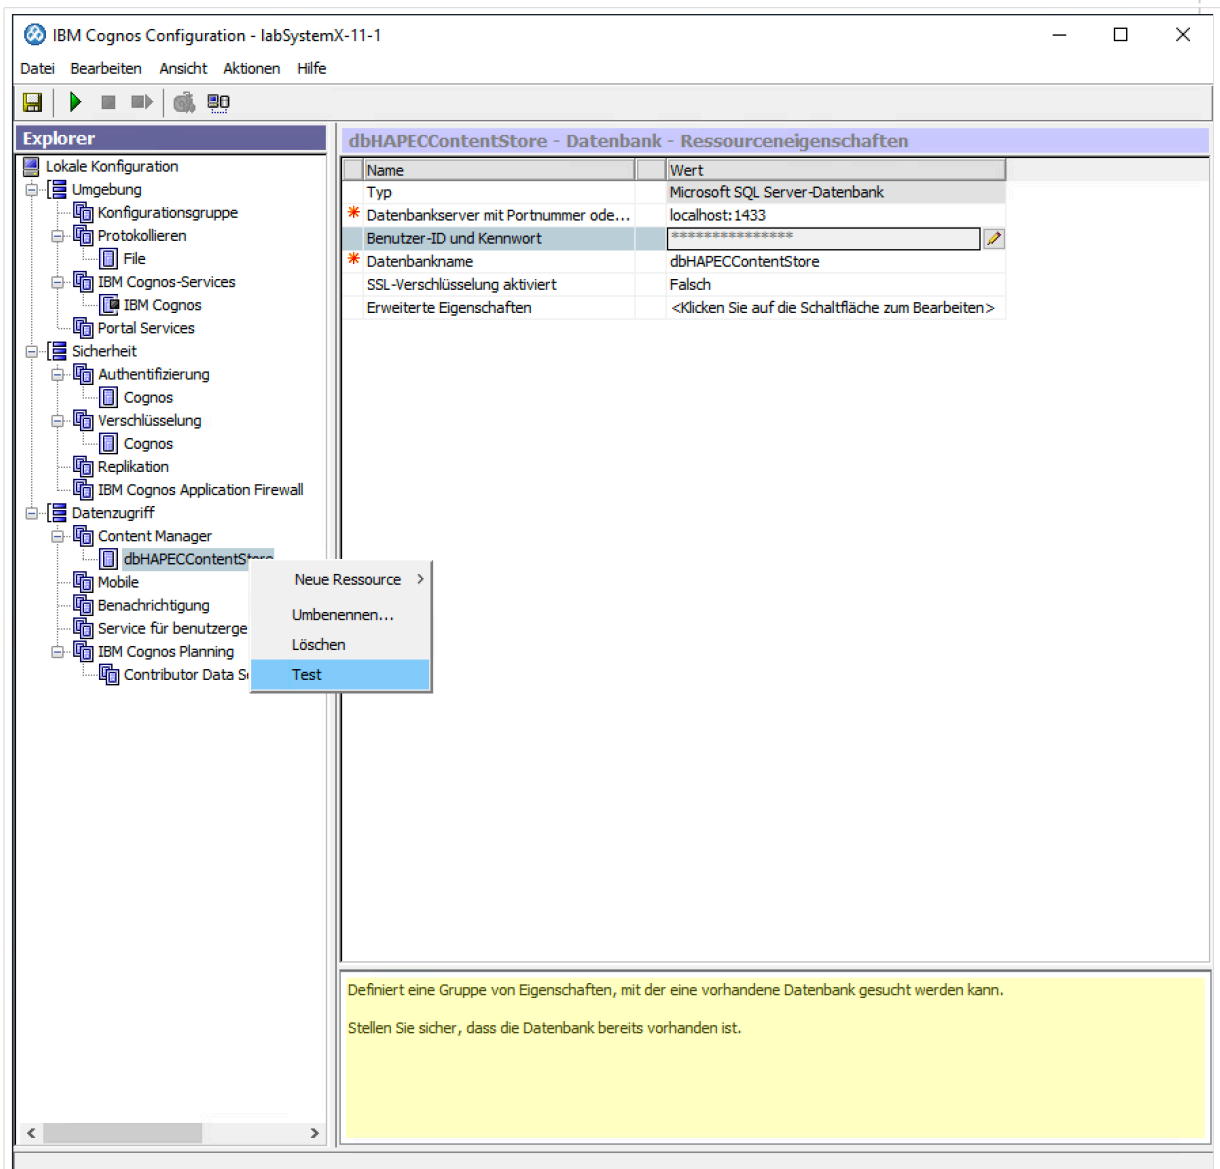 IBM Cognos Configuration - labSystemX-11-1
Datei Bearbeiten Ansicht Aktionen Hilfe
Explorer
Lokale Konfiguration
Umgebung
Konfigurationsgruppe
Protokollieren
File
IBM Cognos-Services
IBM Cognos
Portal Services
Sicherheit
Authentifizierung
Cognos
Verschlüsselung
Cognos
Replikation
IBM Cognos Application Firewall
Datenzugriff
Content Manager
dbHAPECContentStore
Mobile
Benachrichtigung
Service für benutzerge
IBM Cognos Planning
Contributor Data S
Neue Ressource >
Umbenennen...
Löschen
Test
dbHAPECContentStore - Datenbank - Ressourceneigenschaften
Name Wert
Typ Microsoft SQL Server-Datenbank
* Datenbankserver mit Portnummer ode... localhost:1433
Benutzer-ID und Kennwort ***************
* Datenbankname dbHAPECContentStore
SSL-Verschlüsselung aktiviert Falsch
Erweiterte Eigenschaften <Klicken Sie auf die Schaltfläche zum Bearbeiten>
Definiert eine Gruppe von Eigenschaften, mit der eine vorhandene Datenbank gesucht werden kann.
Stellen Sie sicher, dass die Datenbank bereits vorhanden ist.